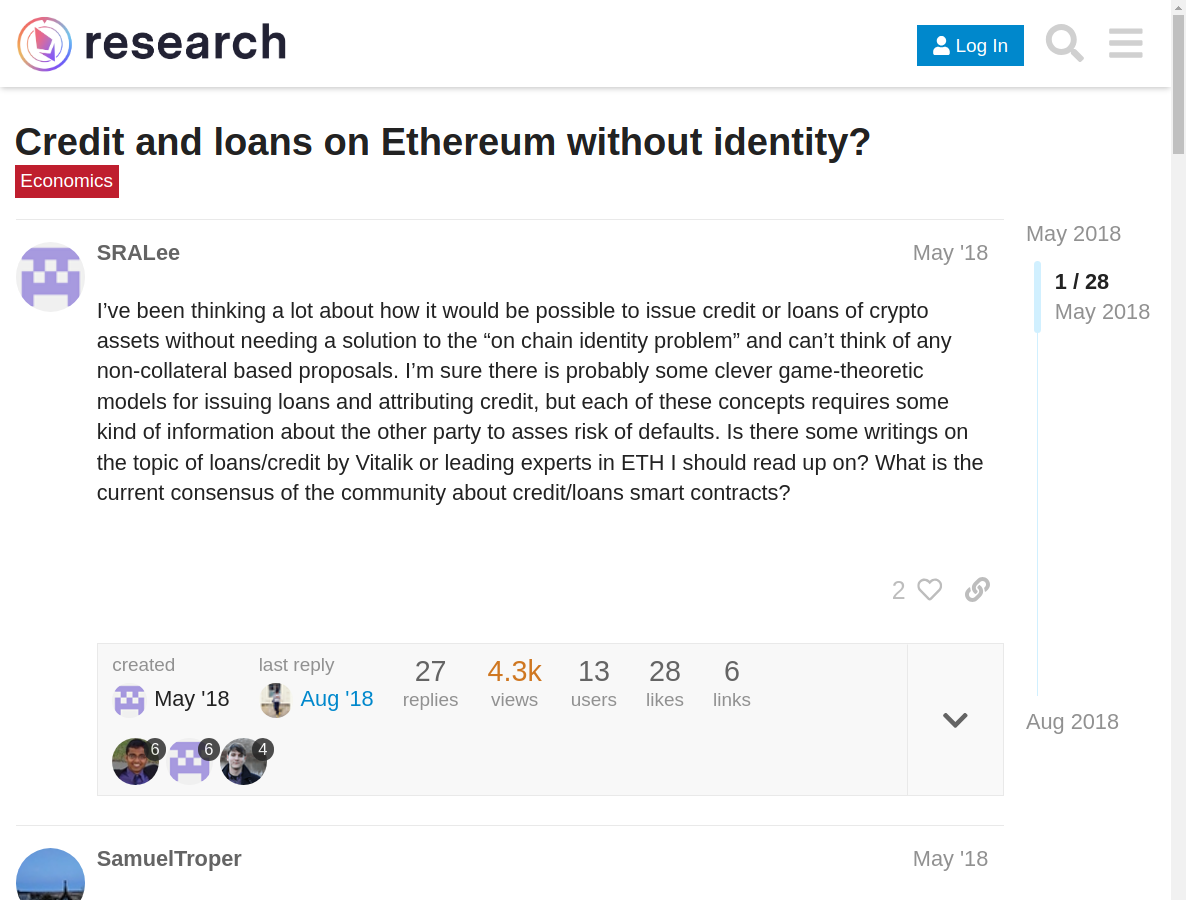 research
Log In
Credit and loans on Ethereum without identity?
Economics
SRALee
May '18
May 2018
1 / 28
May 2018
I’ve been thinking a lot about how it would be possible to issue credit or loans of crypto
assets without needing a solution to the “on chain identity problem” and can’t think of any
non-collateral based proposals. I’m sure there is probably some clever game-theoretic
models for issuing loans and attributing credit, but each of these concepts requires some
kind of information about the other party to asses risk of defaults. Is there some writings on
the topic of loans/credit by Vitalik or leading experts in ETH I should read up on? What is the
current consensus of the community about credit/loans smart contracts?
2
created
May '18
last reply
Aug '18
27
replies
4.3k
views
13
users
28
likes
6
links
6
6
4
Aug 2018
SamuelTroper
May '18